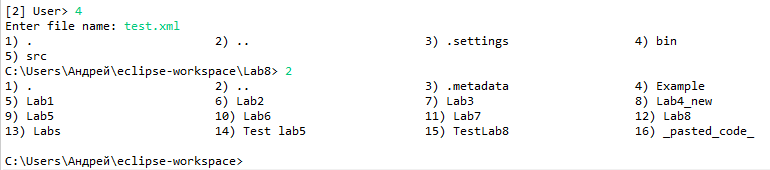 [2] User> 4
Enter file name: test.xml
1) . 2) .. 3) .settings 4) bin
5) src
C:\Users\Андрей\eclipse-workspace\Lab8> 2
1) . 2) .. 3) .metadata 4) Example
5) Lab1 6) Lab2 7) Lab3 8) Lab4_new
9) Lab5 10) Lab6 11) Lab7 12) Lab8
13) Labs 14) Test lab5 15) TestLab8 16) _pasted_code_
C:\Users\Андрей\eclipse-workspace>